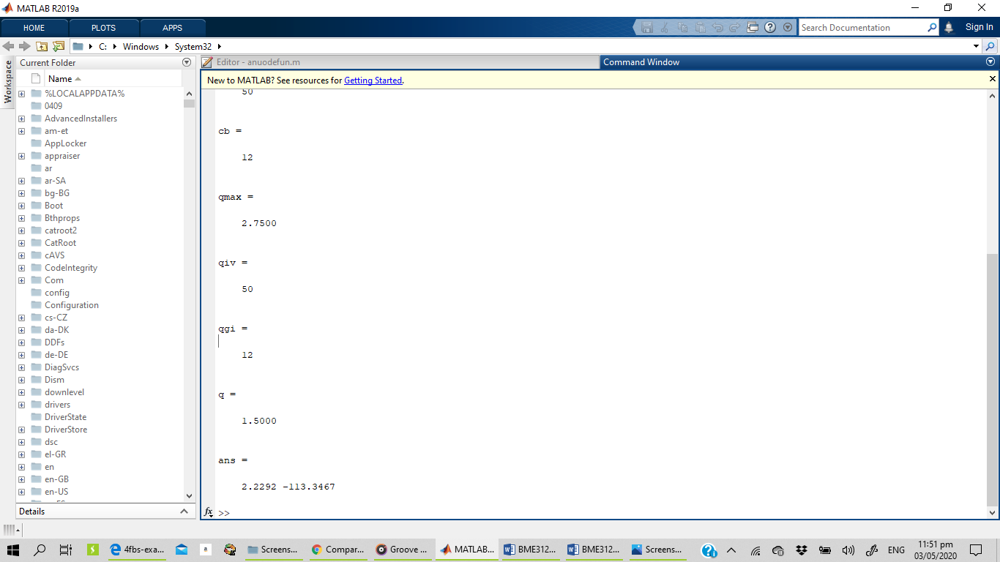 MATLAB R2019a
HOME PLOTS APPS Search Documentation Sign In
C: Windows System32
Workspace
Current Folder
Name
%LOCALAPPDATA%
0409
AdvancedInstallers
am-et
AppLocker
appraiser
ar
ar-SA
bg-BG
Boot
Bthprops
catroot2
CatRoot
cAVS
CodeIntegrity
Com
config
Configuration
cs-CZ
da-DK
DDFs
de-DE
DiagSvcs
Dism
downlevel
drivers
DriverState
DriverStore
dsc
el-GR
en
en-GB
en-US
Details
Editor - anuodefun.m
Command Window
New to MATLAB? See resources for Getting Started.
50
cb =
12
qmax =
2.7500
qiv =
50
qgi =
12
q =
1.5000
ans =
2.2292 -113.3467
fx >>
4fbs-exa... Screens... Compar... Groove ... MATLAB... BME312... BME312... Screens... ENG 11:51 pm
03/05/2020